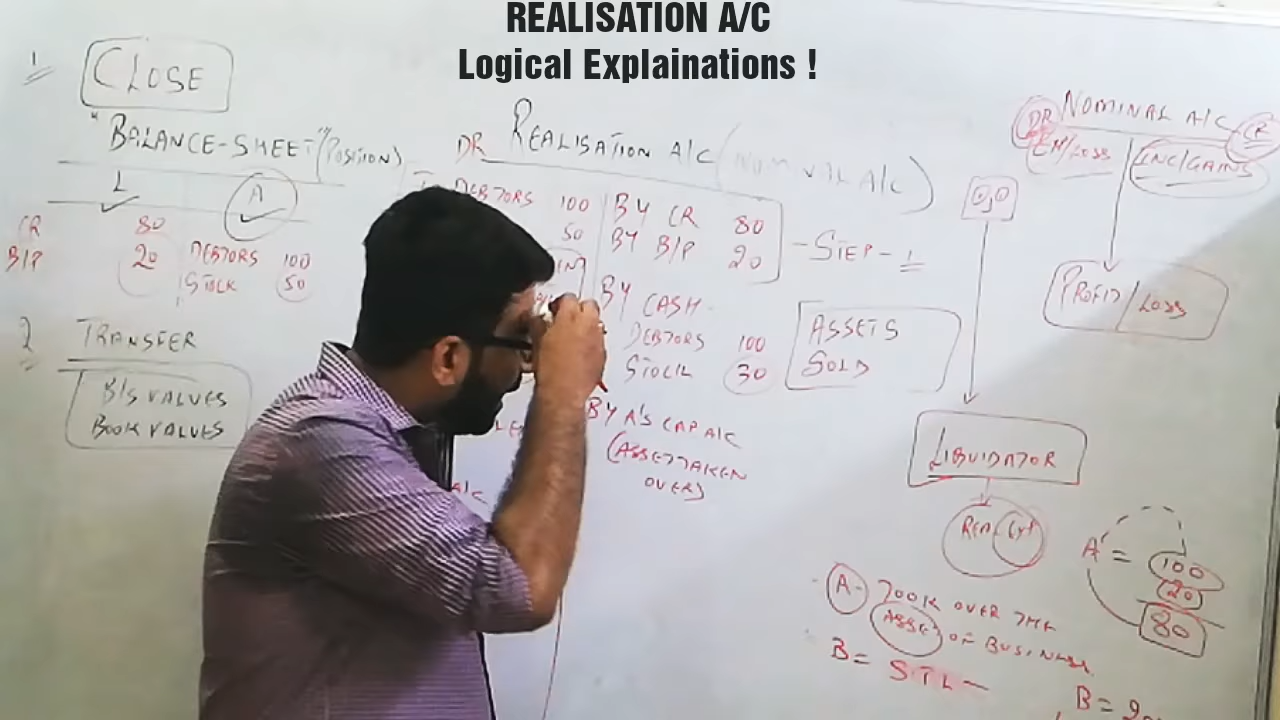 REALISATION A/C
Logical Explainations !
1
CLOSE
"BALANCE-SHEET" (POSITION)
L A
CR 80
B/P 20
DEBTORS 100
STOCK 50
2 TRANSFER
B/S VALUES
BOOK VALUES
DR REALISATION A/C (NOMINAL A/C)
DEBTORS 100
50
BY CR 80
BY B/P 20
- STEP - 1
BY CASH -
DEBTORS 100
STOCK 30
ASSETS
SOLD
BY A'S CAP A/C
(ASSET TAKEN
OVER)
A/C
NOMINAL A/C
DR CR
EX/LOSS INC/GAINS
PROFIT/LOSS
LIQUIDATOR
A = 100
20
80
A - TOOK OVER THE
ASSET OF BUSINESS
B =
B =